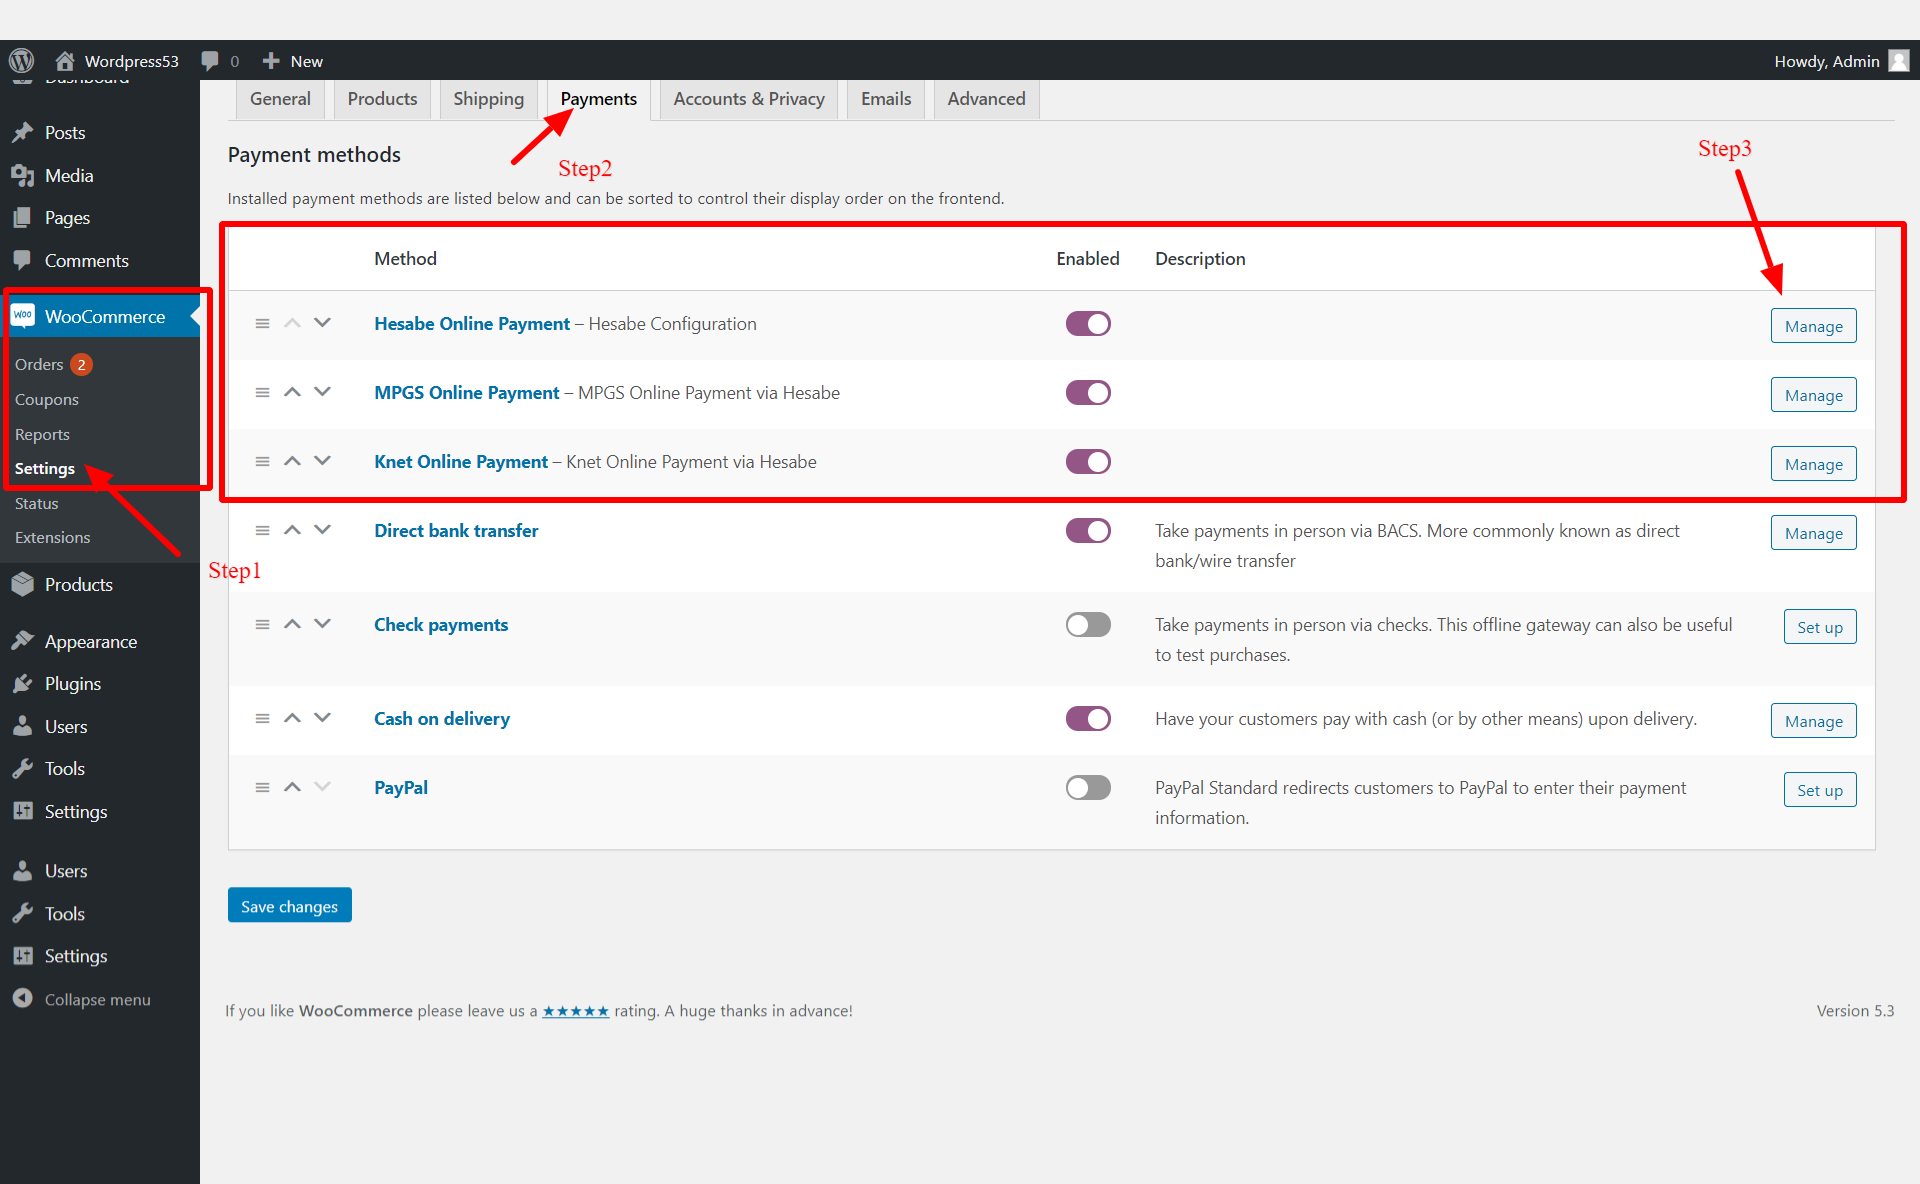 Wordpress53 0 New Howdy, Admin
Dashboard
Posts
Media
Pages
Comments
WooCommerce
Orders 2
Coupons
Reports
Settings
Status
Extensions
Products
Appearance
Plugins
Users
Tools
Settings
Users
Tools
Settings
Collapse menu
Step1
General Products Shipping Payments Accounts & Privacy Emails Advanced
Step2
Step3
Payment methods
Installed payment methods are listed below and can be sorted to control their display order on the frontend.
Method Enabled Description
Hesabe Online Payment – Hesabe Configuration Manage
MPGS Online Payment – MPGS Online Payment via Hesabe Manage
Knet Online Payment – Knet Online Payment via Hesabe Manage
Direct bank transfer Take payments in person via BACS. More commonly known as direct Manage
bank/wire transfer
Check payments Take payments in person via checks. This offline gateway can also be useful Set up
to test purchases.
Cash on delivery Have your customers pay with cash (or by other means) upon delivery. Manage
PayPal PayPal Standard redirects customers to PayPal to enter their payment Set up
information.
Save changes
If you like WooCommerce please leave us a ★★★★★ rating. A huge thanks in advance! Version 5.3